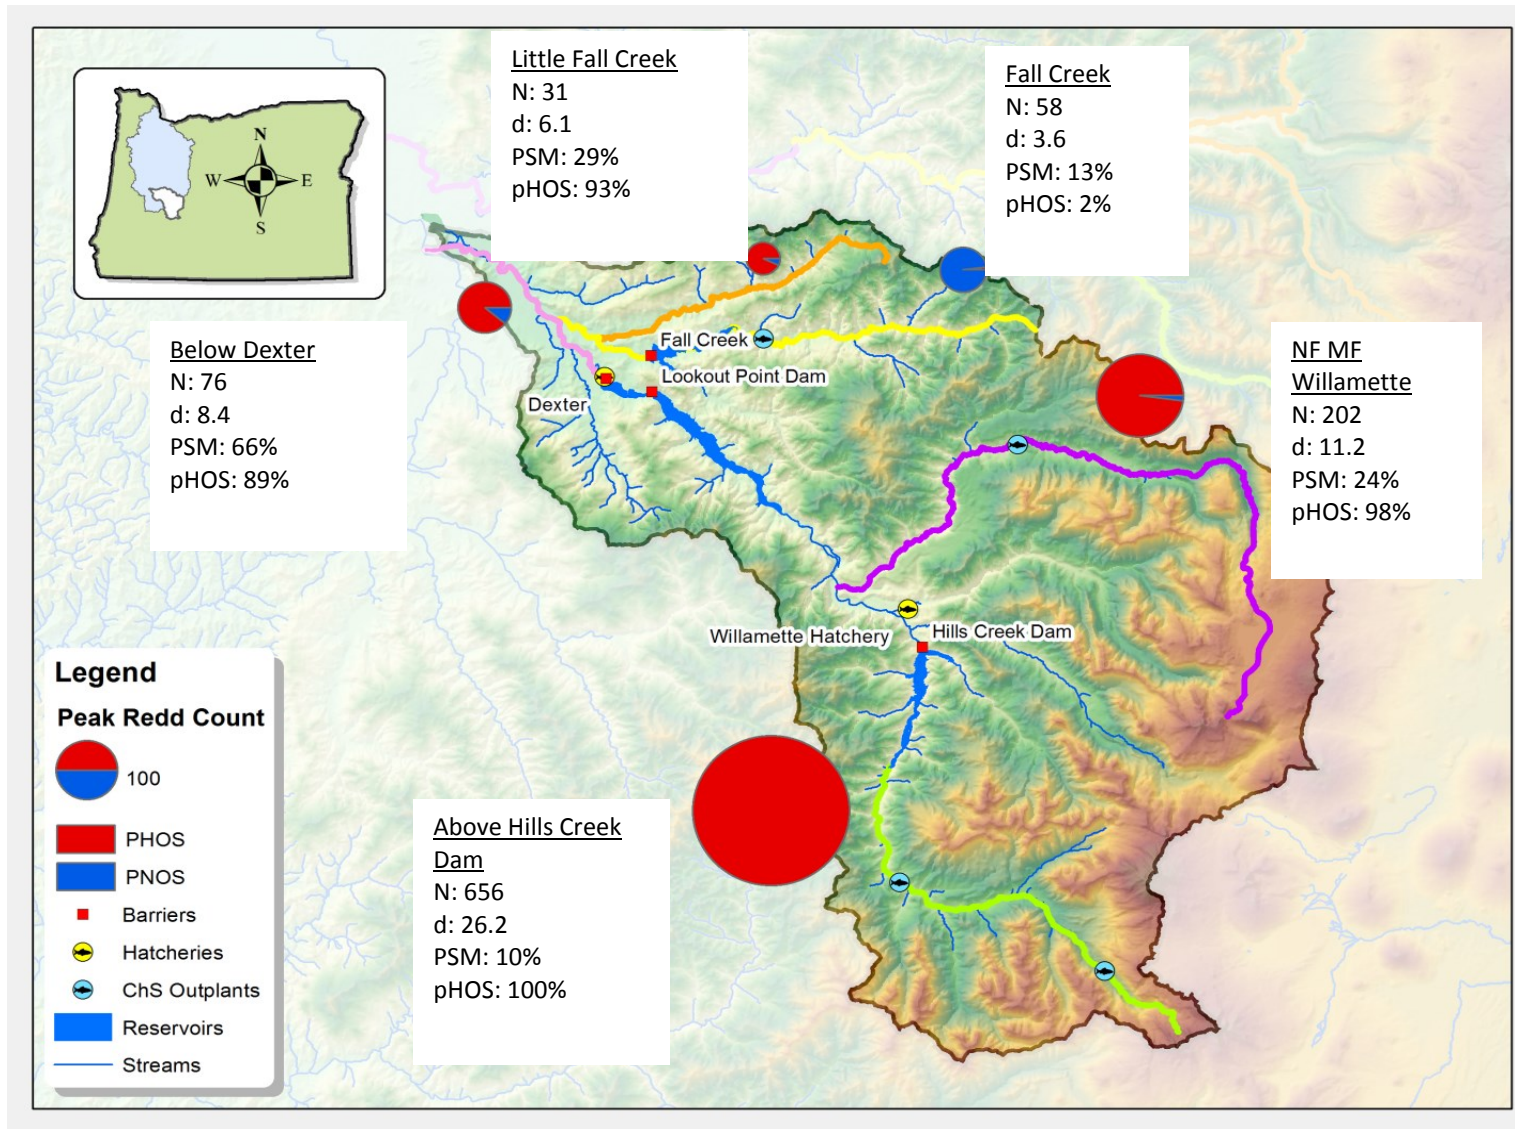 Little Fall Creek
N: 31
d: 6.1
PSM: 29%
pHOS: 93%
Fall Creek
N: 58
d: 3.6
PSM: 13%
pHOS: 2%
N
W
E
S
Below Dexter
N: 76
d: 8.4
PSM: 66%
pHOS: 89%
NF MF
Willamette
N: 202
d: 11.2
PSM: 24%
pHOS: 98%
Fall Creek
Lookout Point Dam
Dexter
Willamette Hatchery
Hills Creek Dam
Above Hills Creek
Dam
N: 656
d: 26.2
PSM: 10%
pHOS: 100%
Legend
Peak Redd Count
100
PHOS
PNOS
Barriers
Hatcheries
ChS Outplants
Reservoirs
Streams